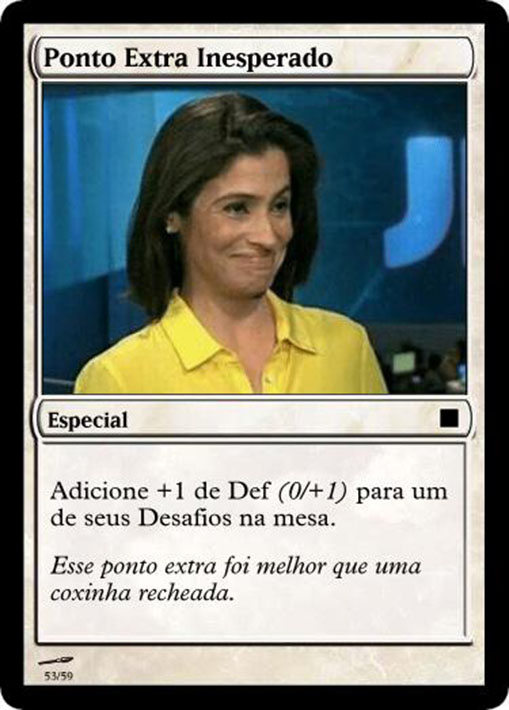 Ponto Extra Inesperado
Especial
Adicione +1 de Def (0/+1) para um
de seus Desafios na mesa.
Esse ponto extra foi melhor que uma
coxinha recheada.
53/59